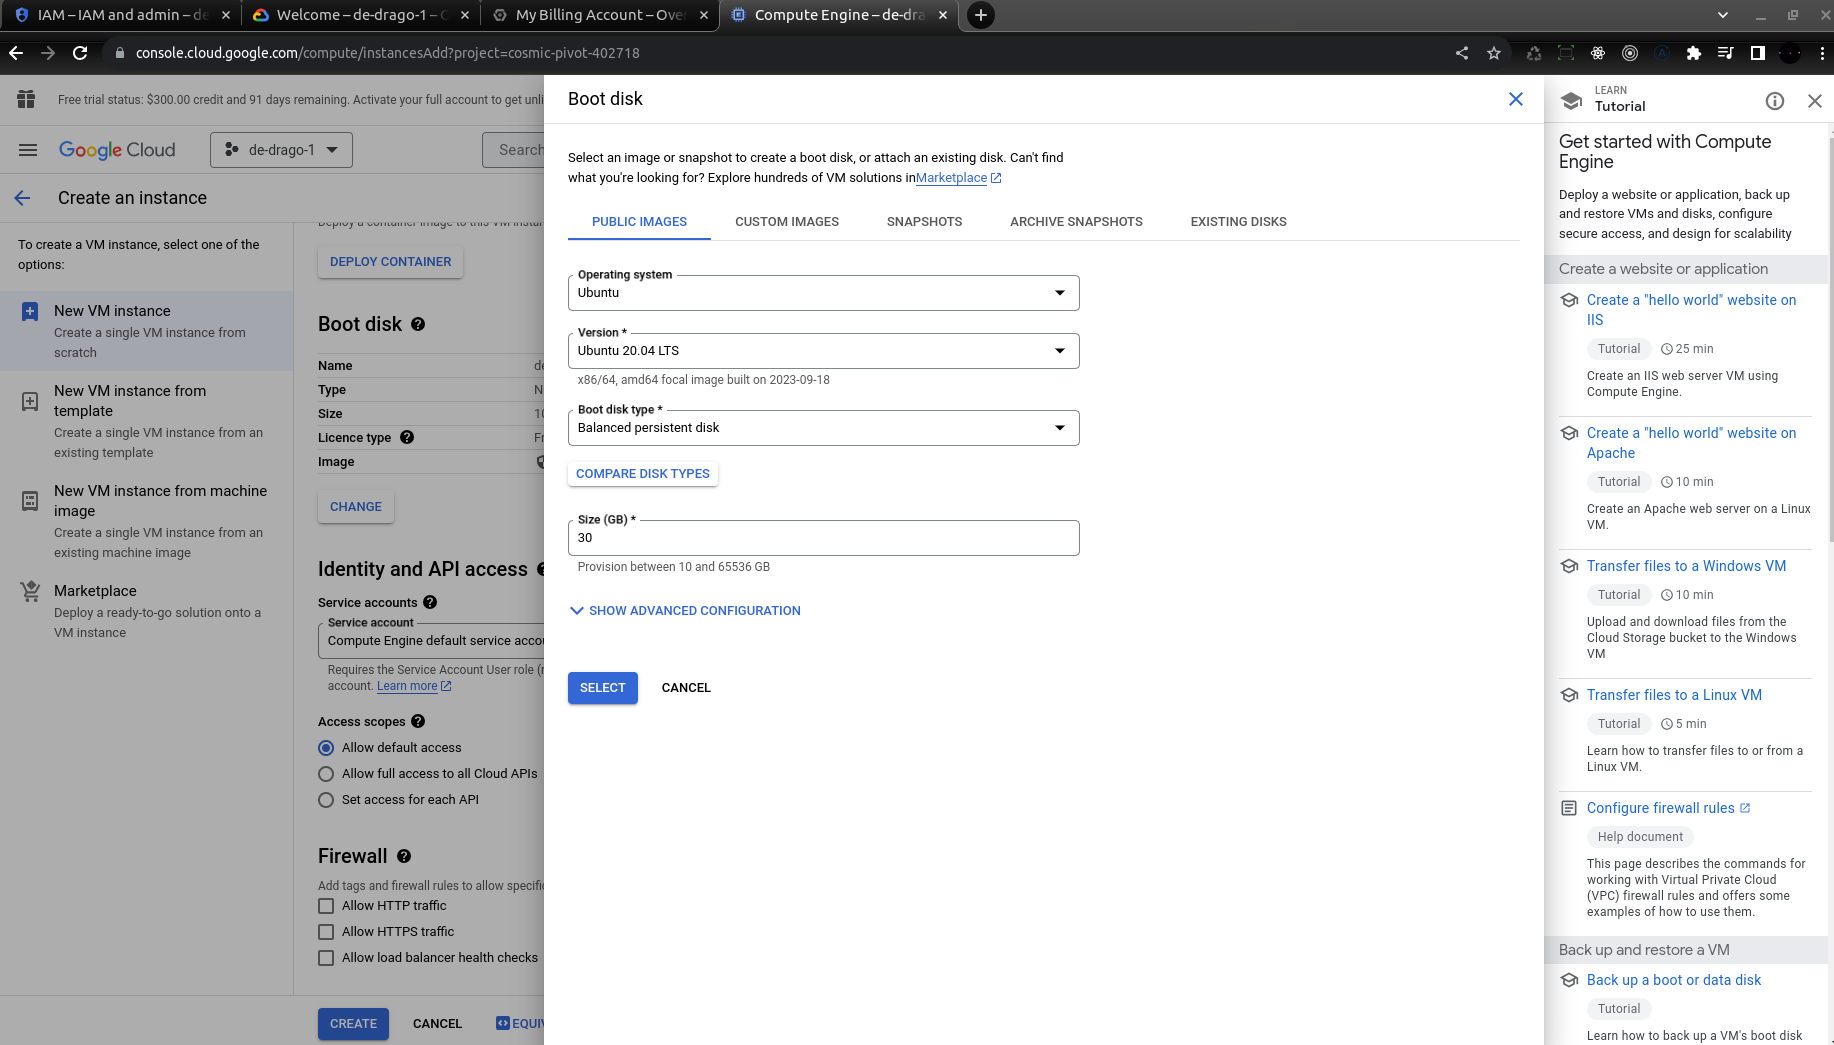 IAM – IAM and admin – de
Welcome – de-drago-1 – C
My Billing Account – Over
Compute Engine – de-dra
console.cloud.google.com/compute/instancesAdd?project=cosmic-pivot-402718
Free trial status: $300.00 credit and 91 days remaining. Activate your full account to get unli
Google Cloud
de-drago-1
Search
Create an instance
To create a VM instance, select one of the
options:
New VM instance
Create a single VM instance from
scratch
New VM instance from
template
Create a single VM instance from an
existing template
New VM instance from machine
image
Create a single VM instance from an
existing machine image
Marketplace
Deploy a ready-to-go solution onto a
VM instance
Deploy a container image to this VM instan
DEPLOY CONTAINER
Boot disk
Name de
Type N
Size 10
Licence type Fr
Image
CHANGE
Identity and API access
Service accounts
Service account
Compute Engine default service accou
Requires the Service Account User role (r
account. Learn more
Access scopes
Allow default access
Allow full access to all Cloud APIs
Set access for each API
Firewall
Add tags and firewall rules to allow specific
Allow HTTP traffic
Allow HTTPS traffic
Allow load balancer health checks
CREATE CANCEL EQUIV
Boot disk
Select an image or snapshot to create a boot disk, or attach an existing disk. Can't find
what you're looking for? Explore hundreds of VM solutions inMarketplace
PUBLIC IMAGES CUSTOM IMAGES SNAPSHOTS ARCHIVE SNAPSHOTS EXISTING DISKS
Operating system
Ubuntu
Version *
Ubuntu 20.04 LTS
x86/64, amd64 focal image built on 2023-09-18
Boot disk type *
Balanced persistent disk
COMPARE DISK TYPES
Size (GB) *
30
Provision between 10 and 65536 GB
SHOW ADVANCED CONFIGURATION
SELECT CANCEL
LEARN
Tutorial
Get started with Compute
Engine
Deploy a website or application, back up
and restore VMs and disks, configure
secure access, and design for scalability
Create a website or application
Create a "hello world" website on
IIS
Tutorial 25 min
Create an IIS web server VM using
Compute Engine.
Create a "hello world" website on
Apache
Tutorial 10 min
Create an Apache web server on a Linux
VM.
Transfer files to a Windows VM
Tutorial 10 min
Upload and download files from the
Cloud Storage bucket to the Windows
VM
Transfer files to a Linux VM
Tutorial 5 min
Learn how to transfer files to or from a
Linux VM.
Configure firewall rules
Help document
This page describes the commands for
working with Virtual Private Cloud
(VPC) firewall rules and offers some
examples of how to use them.
Back up and restore a VM
Back up a boot or data disk
Tutorial
Learn how to back up a VM's boot disk